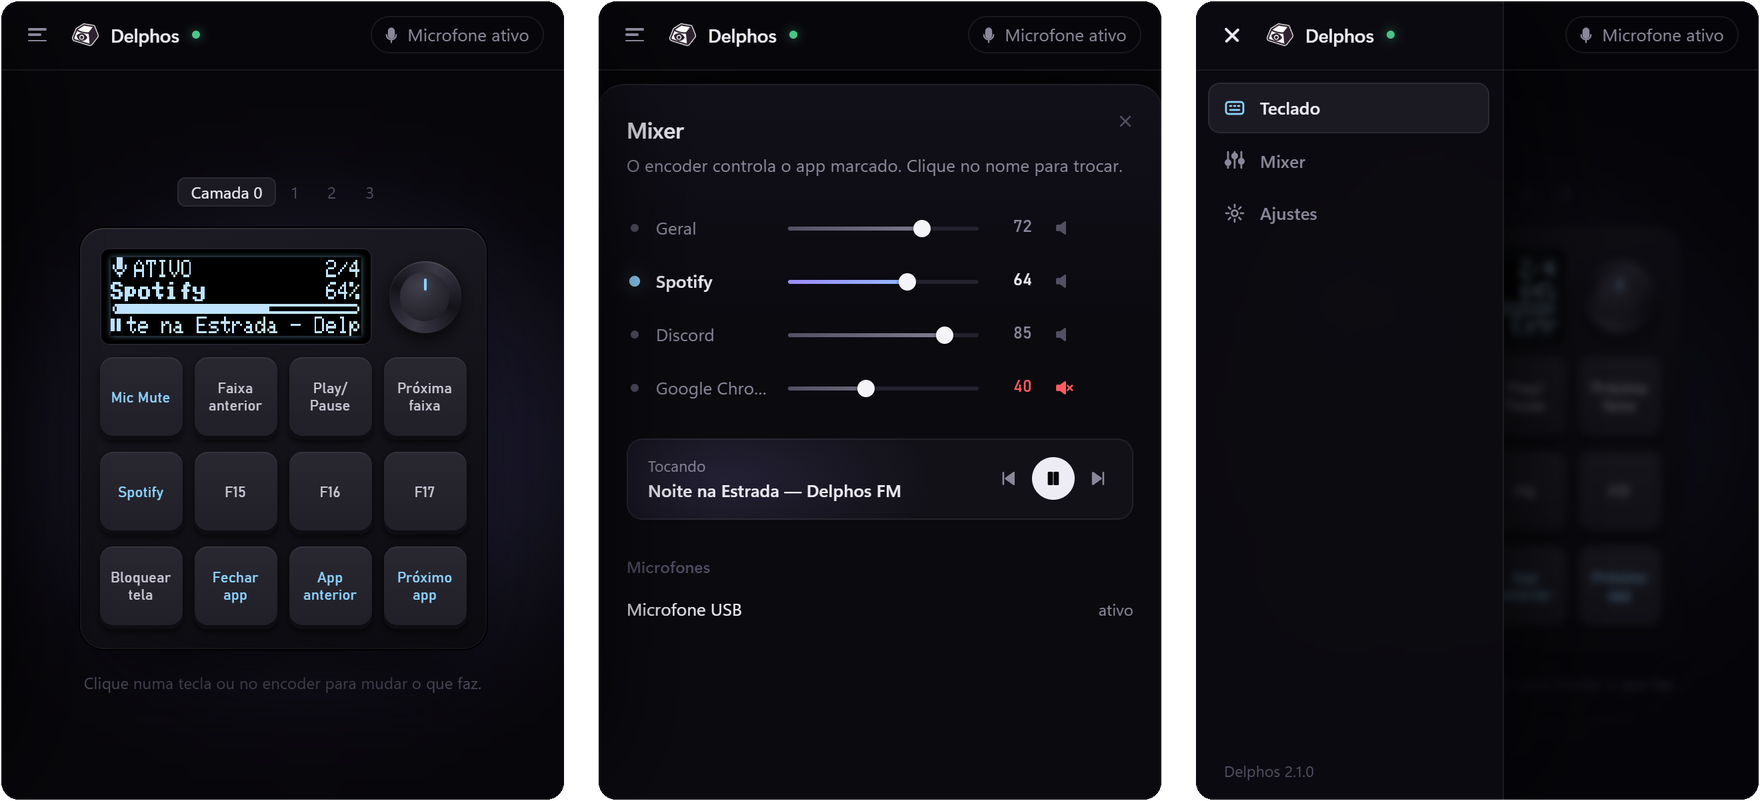 Delphos
Microfone ativo
Camada 0 1 2 3
ATIVO 2/4
Spotify 64%
te na Estrada - Delp
Mic Mute
Faixa
anterior
Play/
Pause
Próxima
faixa
Spotify
F15
F16
F17
Bloquear
tela
Fechar
app
App
anterior
Próximo
app
Clique numa tecla ou no encoder para mudar o que faz.
Delphos
Microfone ativo
Mixer
O encoder controla o app marcado. Clique no nome para trocar.
Geral 72
Spotify 64
Discord 85
Google Chro... 40
Tocando
Noite na Estrada — Delphos FM
Microfones
Microfone USB ativo
Delphos
Microfone ativo
Teclado
Mixer
Ajustes
Delphos 2.1.0